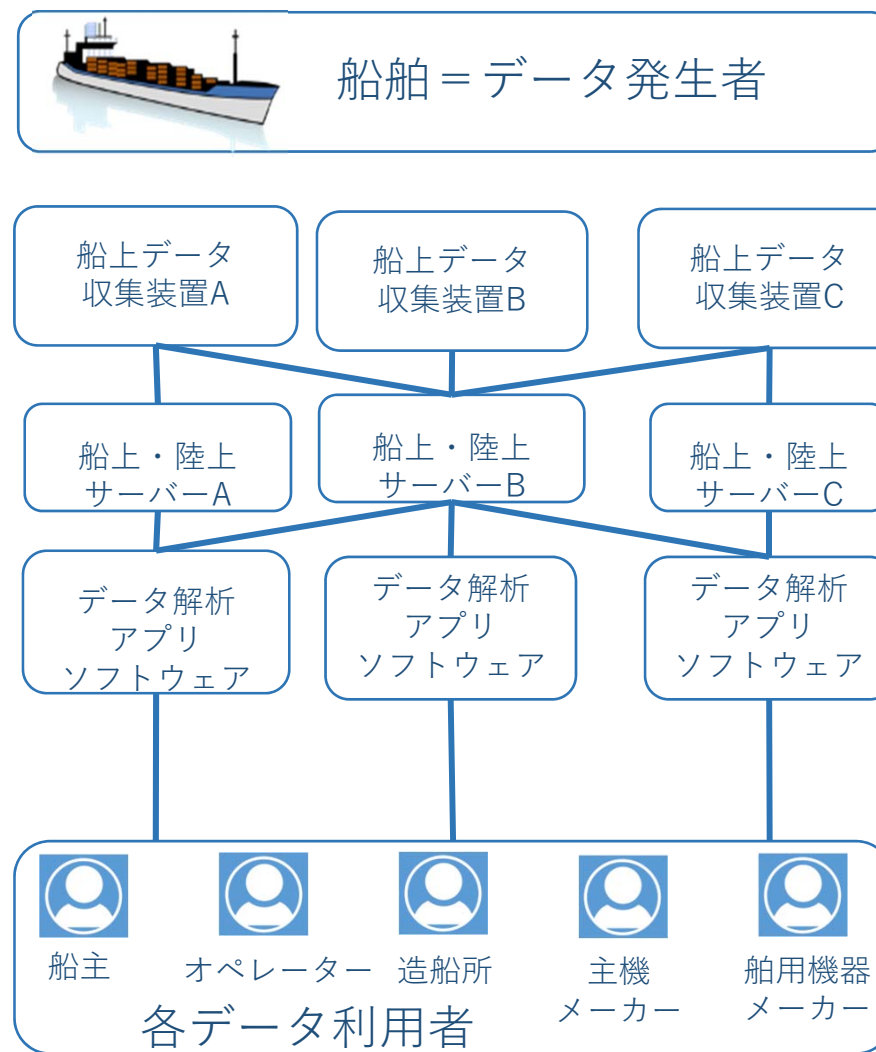 船舶＝データ発生者
船上データ
収集装置A
船上データ
収集装置B
船上データ
収集装置C
船上・陸上
サーバーA
船上・陸上
サーバーB
船上・陸上
サーバーC
データ解析
アプリ
ソフトウェア
データ解析
アプリ
ソフトウェア
データ解析
アプリ
ソフトウェア
船主
オペレーター
造船所
主機
メーカー
舶用機器
メーカー
各データ利用者